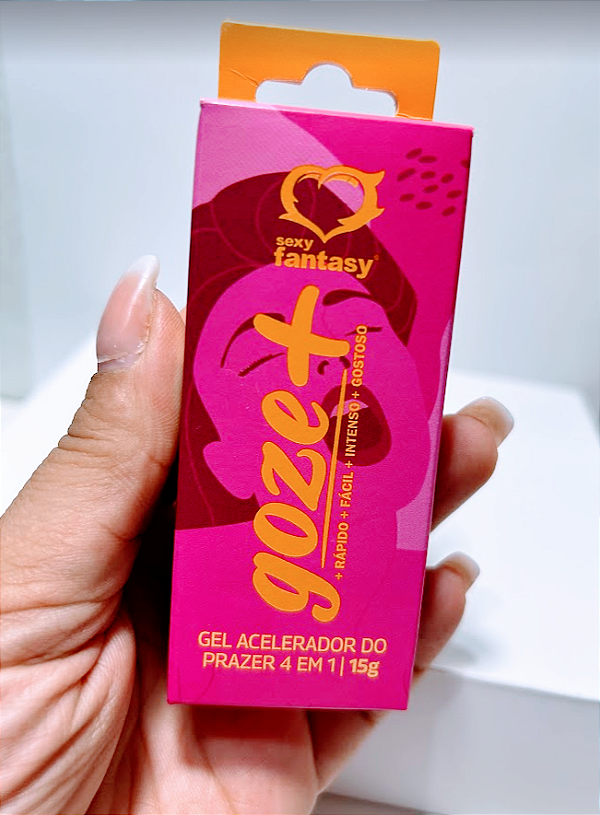 sexy
fantasy®
goze+
+ RÁPIDO + FÁCIL + INTENSO + GOSTOSO
GEL ACELERADOR DO
PRAZER 4 EM 1 | 15g